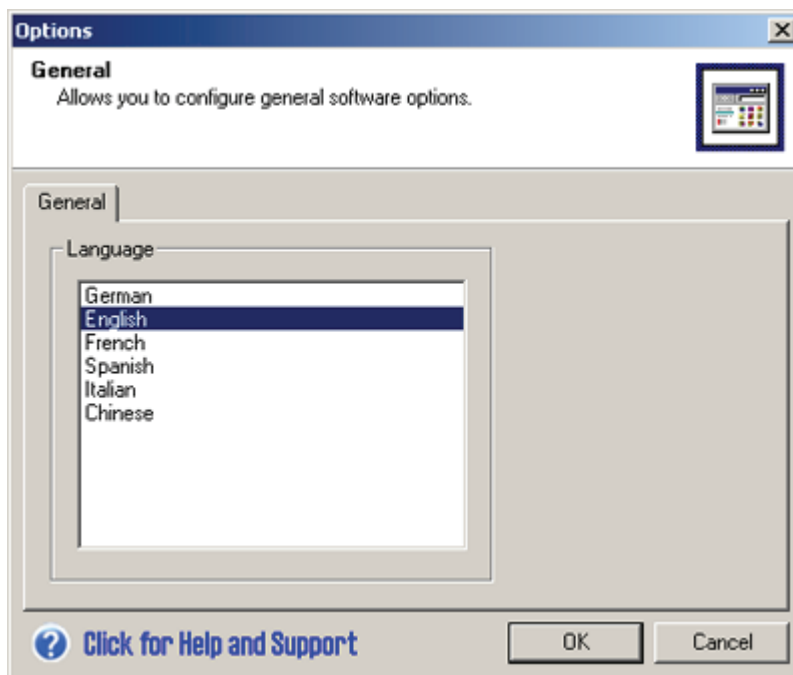 Options
General
Allows you to configure general software options.
General
Language
German
English
French
Spanish
Italian
Chinese
Click for Help and Support
OK
Cancel